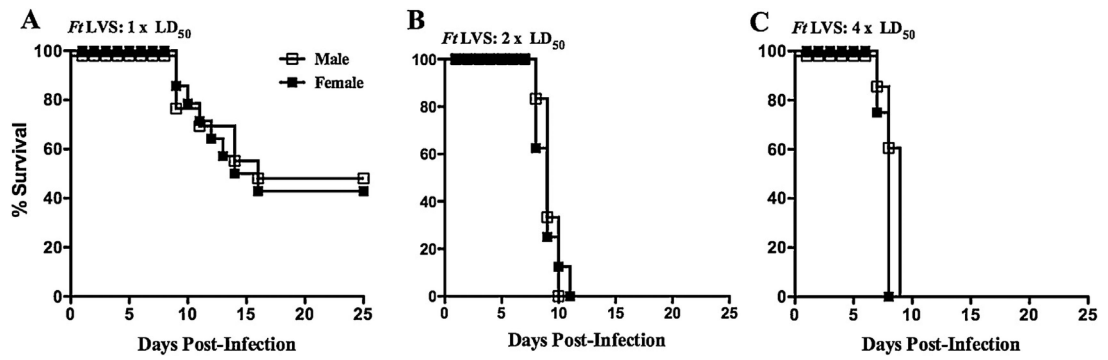 A
Ft LVS: 1 x LD50
Male
Female
% Survival
100
80
60
40
20
0
0 5 10 15 20 25
Days Post-Infection
B
Ft LVS: 2 x LD50
100
80
60
40
20
0
0 5 10 15 20 25
Days Post-Infection
C
Ft LVS: 4 x LD50
100
80
60
40
20
0
0 5 10 15 20 25
Days Post-Infection